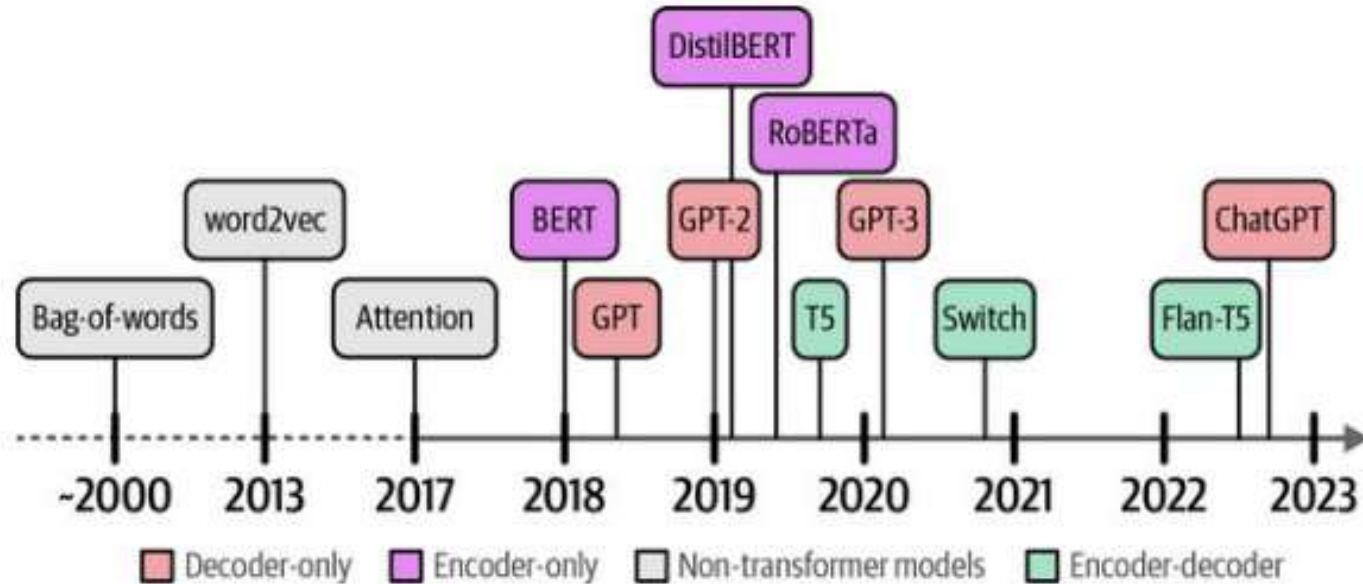 DistilBERT
RoBERTa
word2vec BERT GPT-2 GPT-3 ChatGPT
Bag-of-words Attention GPT T5 Switch Flan-T5
~2000 2013 2017 2018 2019 2020 2021 2022 2023
Decoder-only Encoder-only Non-transformer models Encoder-decoder